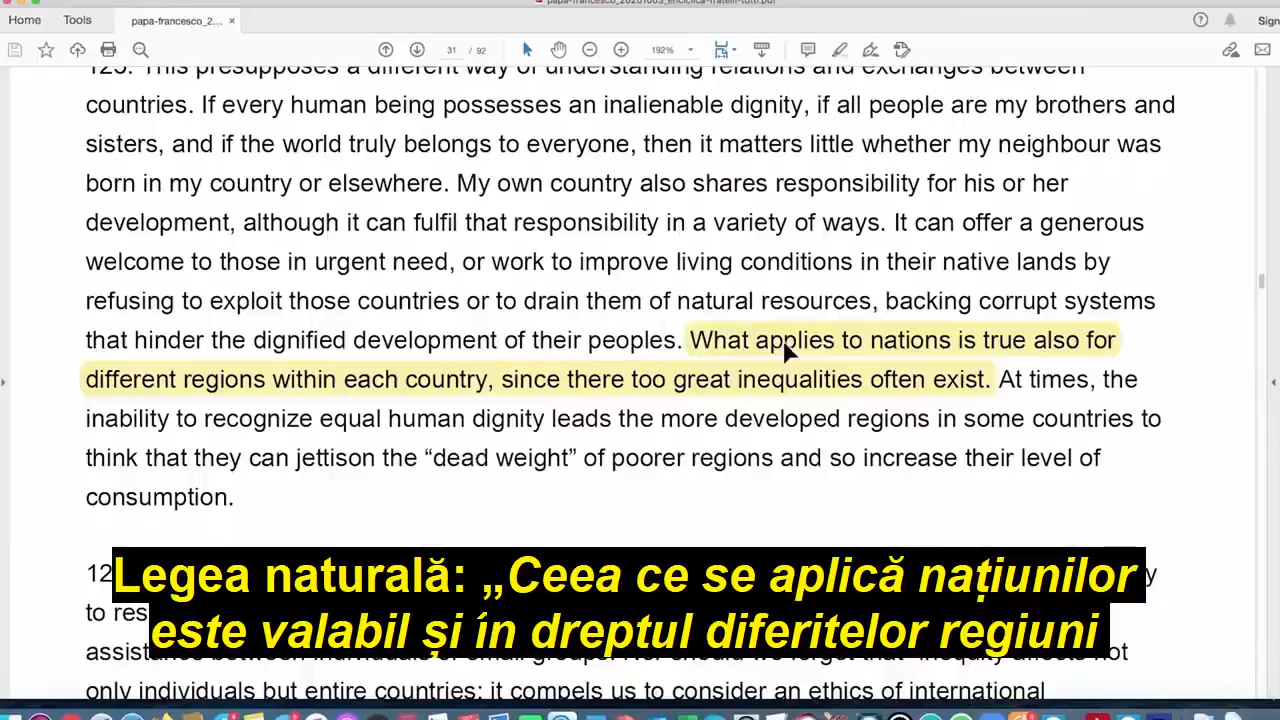 papa-francesco_20201003_enciclica-fratelli-tutti.pdf
Home Tools papa-francesco_2... × Sign
31 / 92 192%
125. This presupposes a different way of understanding relations and exchanges between
countries. If every human being possesses an inalienable dignity, if all people are my brothers and
sisters, and if the world truly belongs to everyone, then it matters little whether my neighbour was
born in my country or elsewhere. My own country also shares responsibility for his or her
development, although it can fulfil that responsibility in a variety of ways. It can offer a generous
welcome to those in urgent need, or work to improve living conditions in their native lands by
refusing to exploit those countries or to drain them of natural resources, backing corrupt systems
that hinder the dignified development of their peoples. What applies to nations is true also for
different regions within each country, since there too great inequalities often exist. At times, the
inability to recognize equal human dignity leads the more developed regions in some countries to
think that they can jettison the “dead weight” of poorer regions and so increase their level of
consumption.
Legea naturală: „Ceea ce se aplică națiunilor
este valabil și ín dreptul diferitelor regiuni
only individuals but entire countries; it compels us to consider an ethics of international